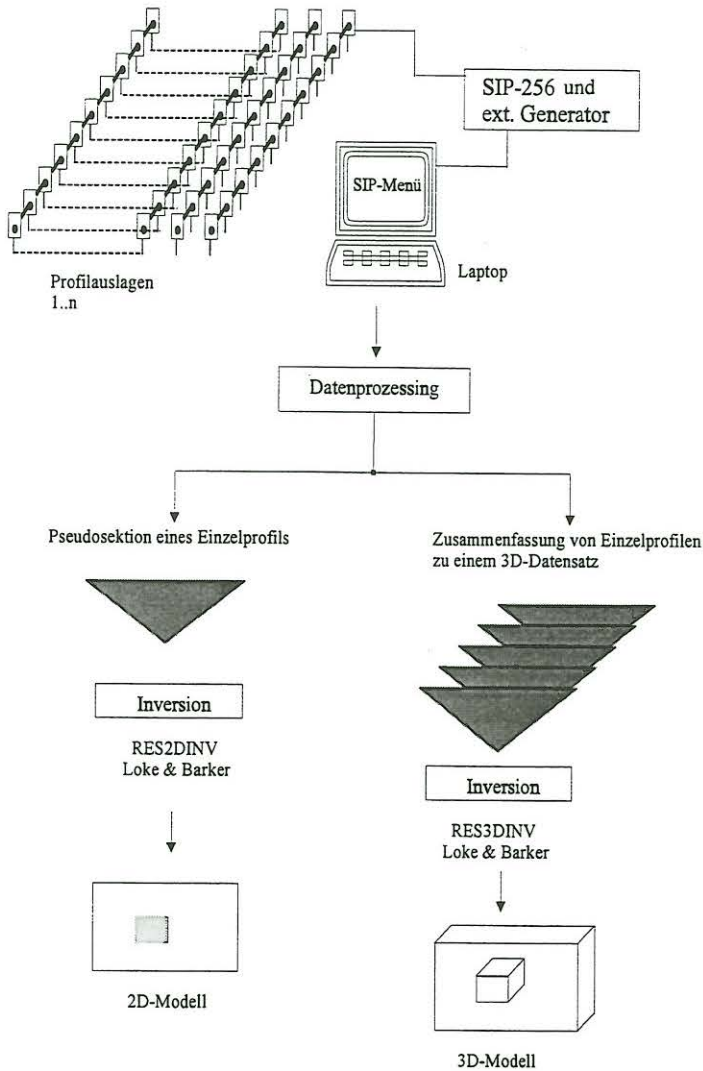 SIP-256 und
ext. Generator
SIP-Menü
Laptop
Profilauslagen
1..n
Datenprozessing
Pseudosektion eines Einzelprofils
Zusammenfassung von Einzelprofilen
zu einem 3D-Datensatz
Inversion
RES2DINV
Loke & Barker
Inversion
RES3DINV
Loke & Barker
2D-Modell
3D-Modell